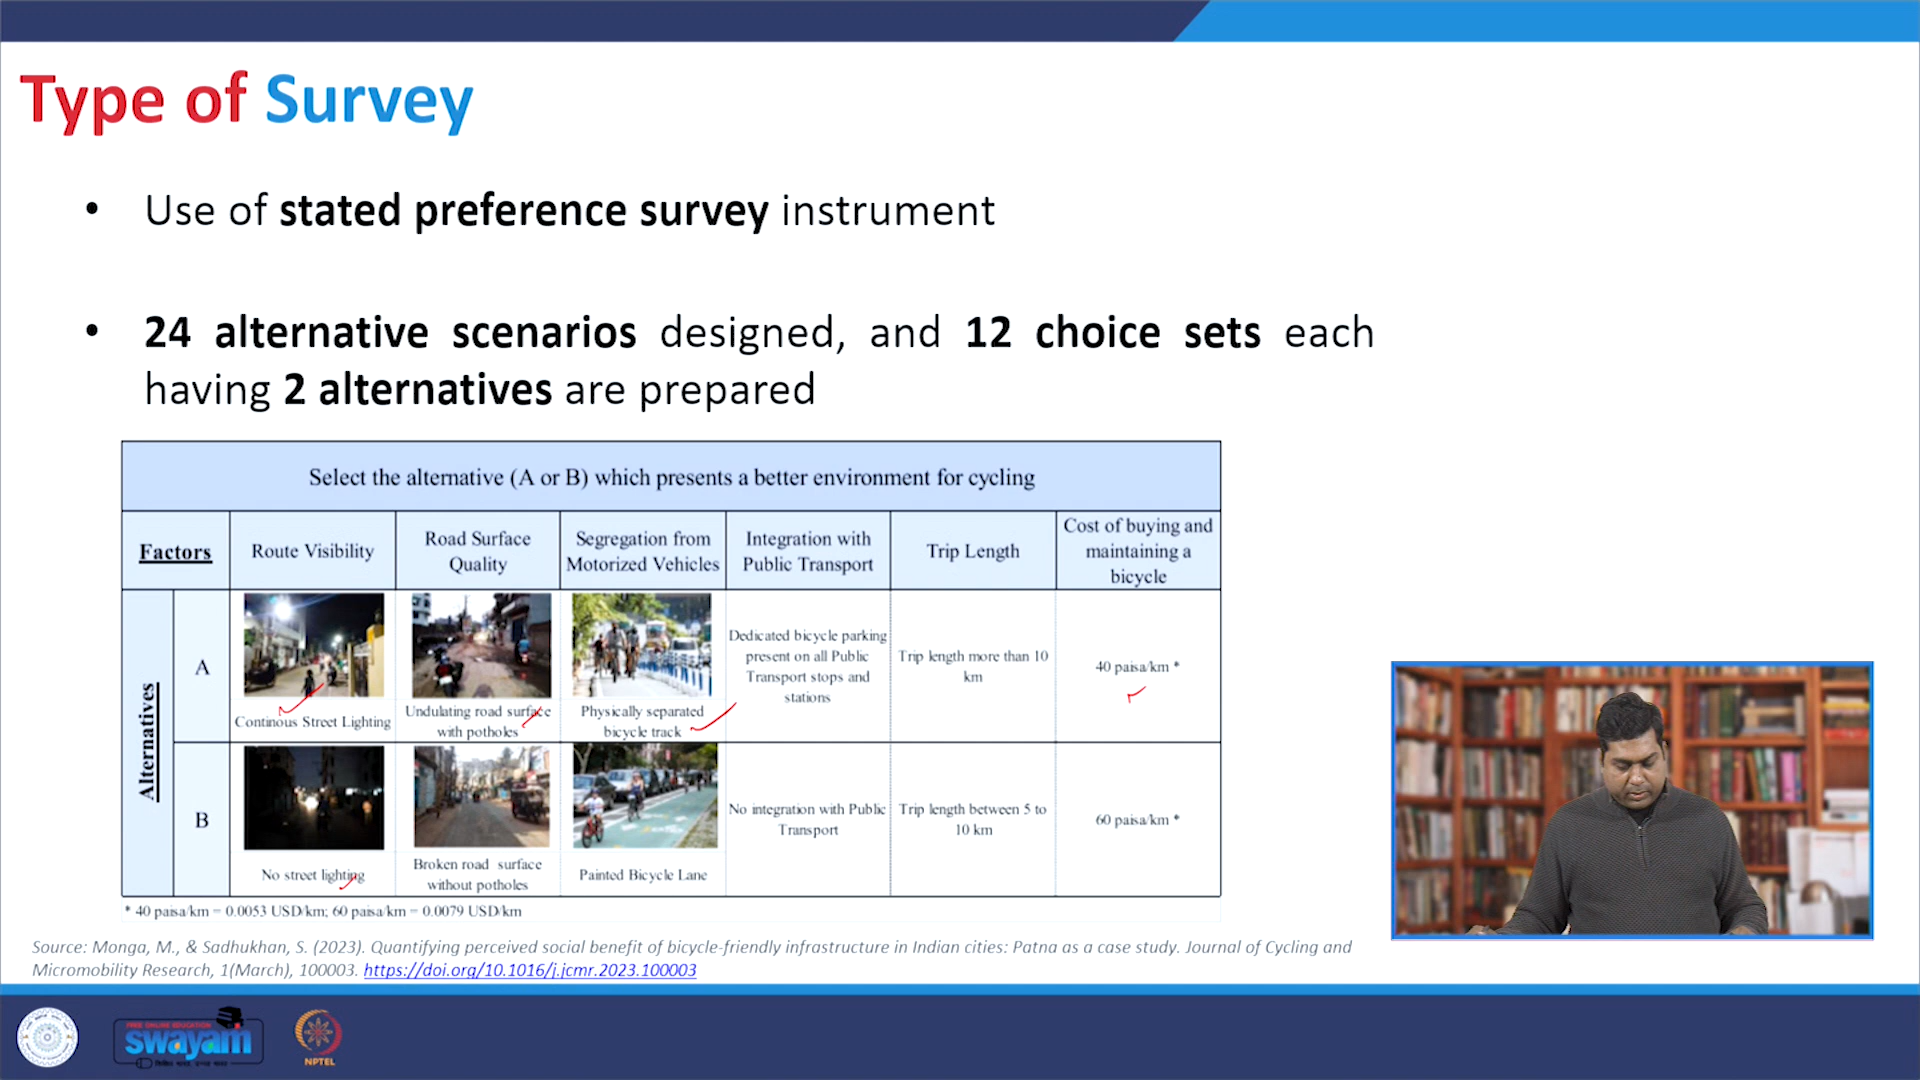 Type of Survey
• Use of stated preference survey instrument
• 24 alternative scenarios designed, and 12 choice sets each
having 2 alternatives are prepared
Select the alternative (A or B) which presents a better environment for cycling
Factors
Route Visibility
Road Surface
Quality
Segregation from
Motorized Vehicles
Integration with
Public Transport
Trip Length
Cost of buying and
maintaining a
bicycle
Alternatives
A
Continous Street Lighting
Undulating road surface
with potholes
Physically separated
bicycle track
Dedicated bicycle parking
present on all Public
Transport stops and
stations
Trip length more than 10
km
40 paisa/km *
B
No street lighting
Broken road surface
without potholes
Painted Bicycle Lane
No integration with Public
Transport
Trip length between 5 to
10 km
60 paisa/km *
* 40 paisa/km = 0.0053 USD/km; 60 paisa/km = 0.0079 USD/km
Source: Monga, M., & Sadhukhan, S. (2023). Quantifying perceived social benefit of bicycle-friendly infrastructure in Indian cities: Patna as a case study. Journal of Cycling and
Micromobility Research, 1(March), 100003. https://doi.org/10.1016/j.jcmr.2023.100003
FREE ONLINE EDUCATION
swayam
NPTEL